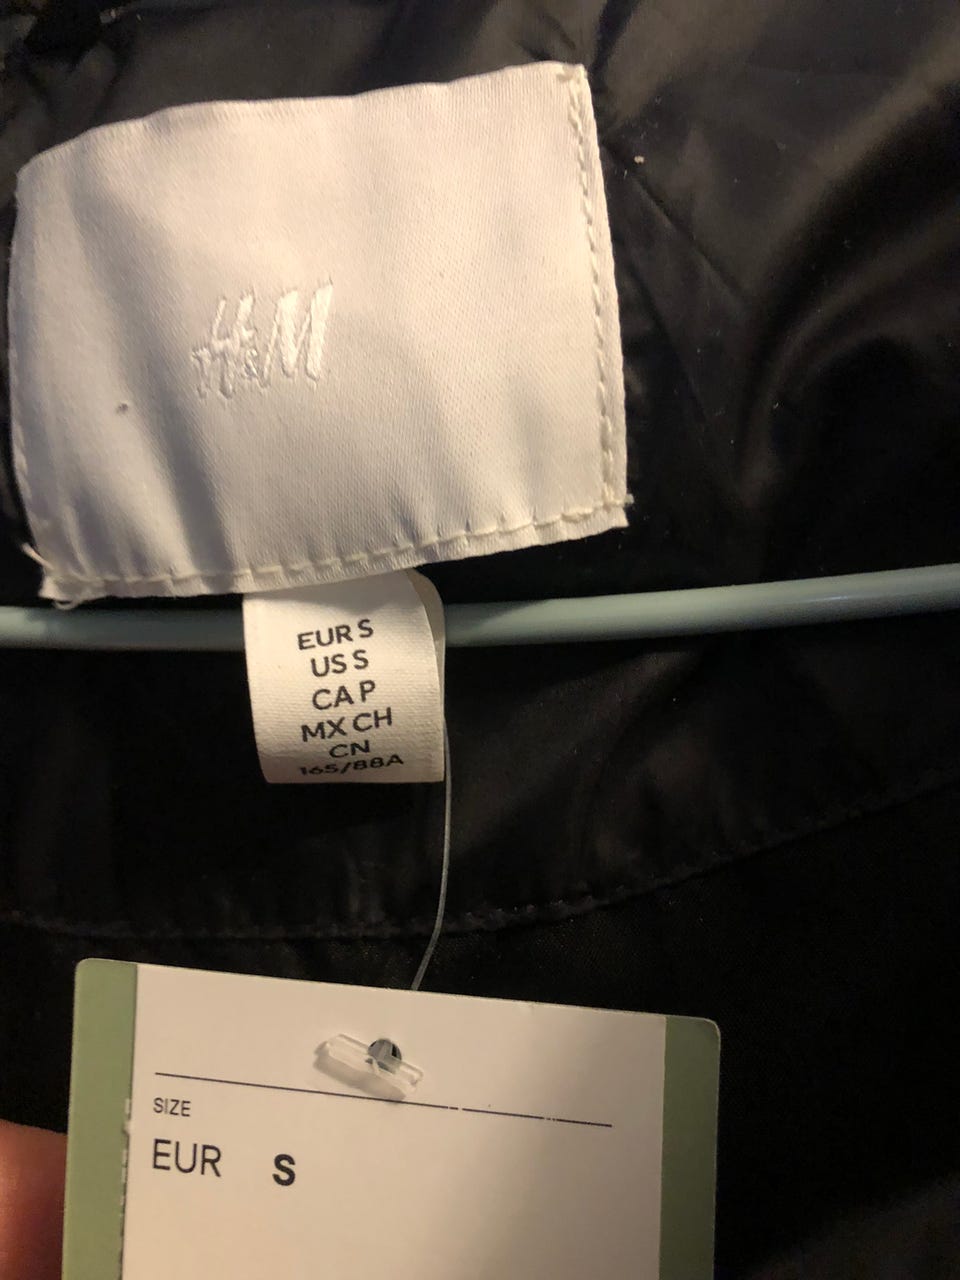 H&M
EUR S
US S
CA P
MX CH
CN
165/88A
SIZE
EUR S